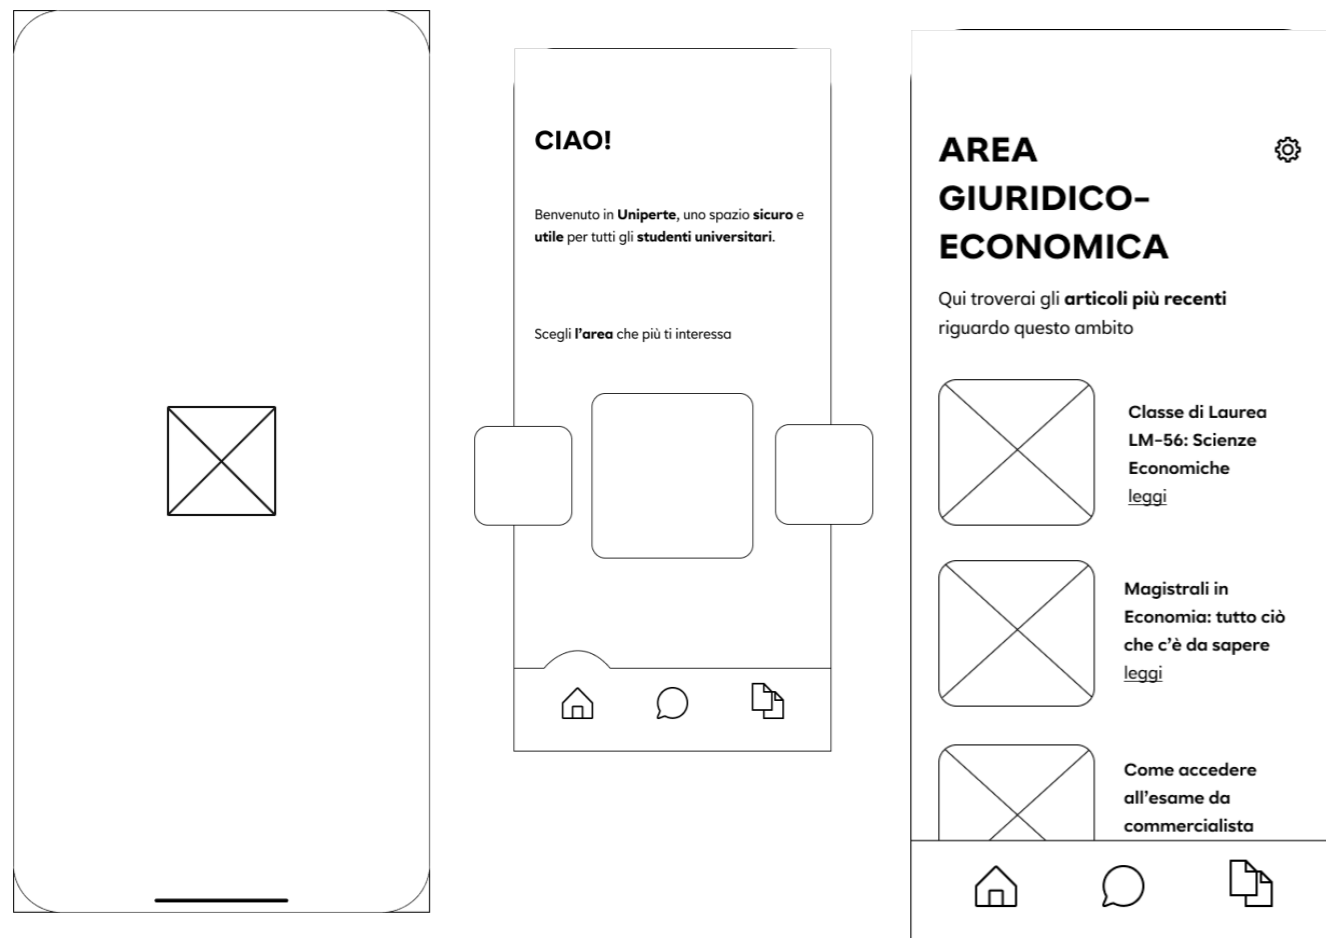 CIAO!
Benvenuto in Uniperte, uno spazio sicuro e
utile per tutti gli studenti universitari.
Scegli l'area che più ti interessa
AREA
GIURIDICO-
ECONOMICA
Qui troverai gli articoli più recenti
riguardo questo ambito
Classe di Laurea
LM-56: Scienze
Economiche
leggi
Magistrali in
Economia: tutto ciò
che c'è da sapere
leggi
Come accedere
all'esame da
commercialista